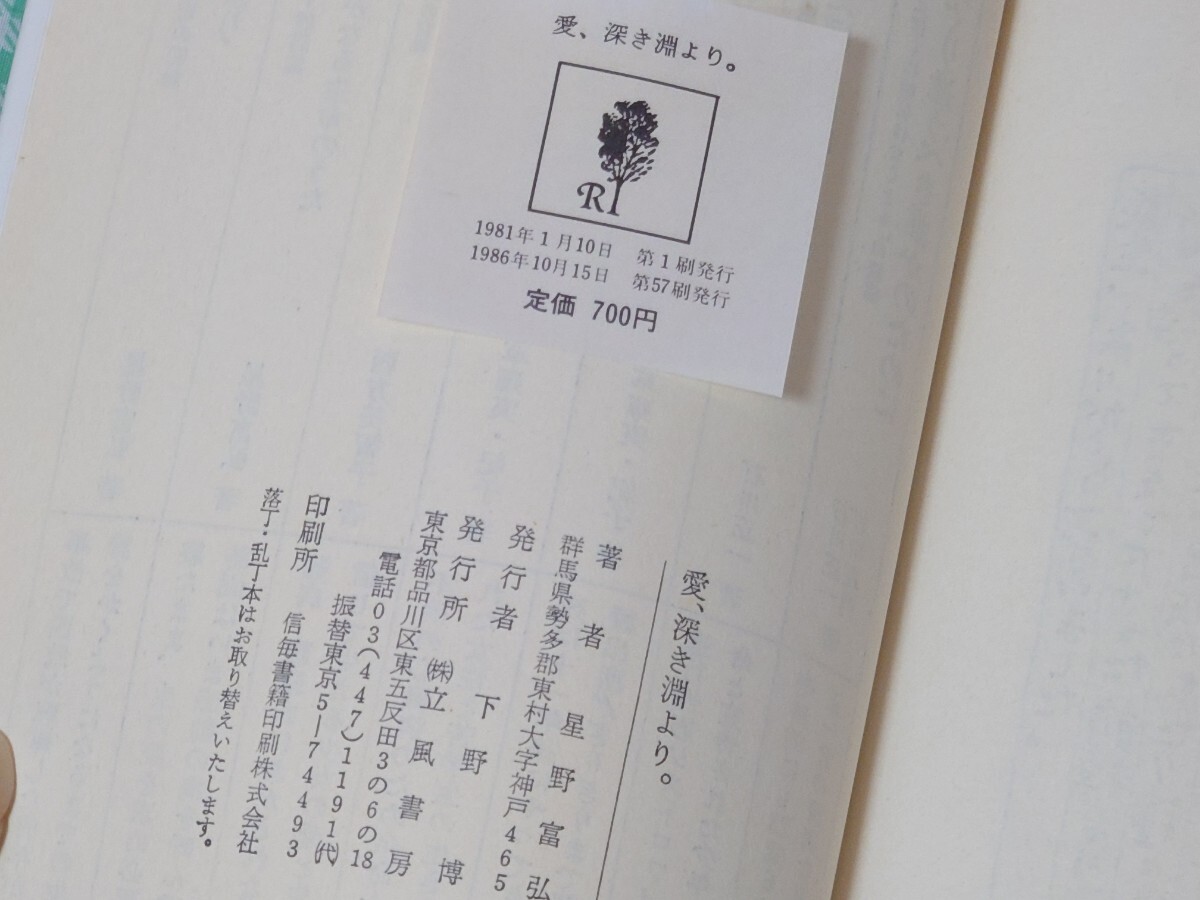 愛、深き淵より。
R
1981年1月10日 第1刷発行
1986年10月15日 第57刷発行
定価 700円
愛、深き淵より。
著者 星野富弘
群馬県勢多郡東村大字神戸465
発行者 下野博
発行所 ㈱立風書房
東京都品川区東五反田3の6の18
電話03(447)1191㈹
振替東京5―74493
印刷所 信毎書籍印刷株式会社
落丁・乱丁本はお取り替えいたします。